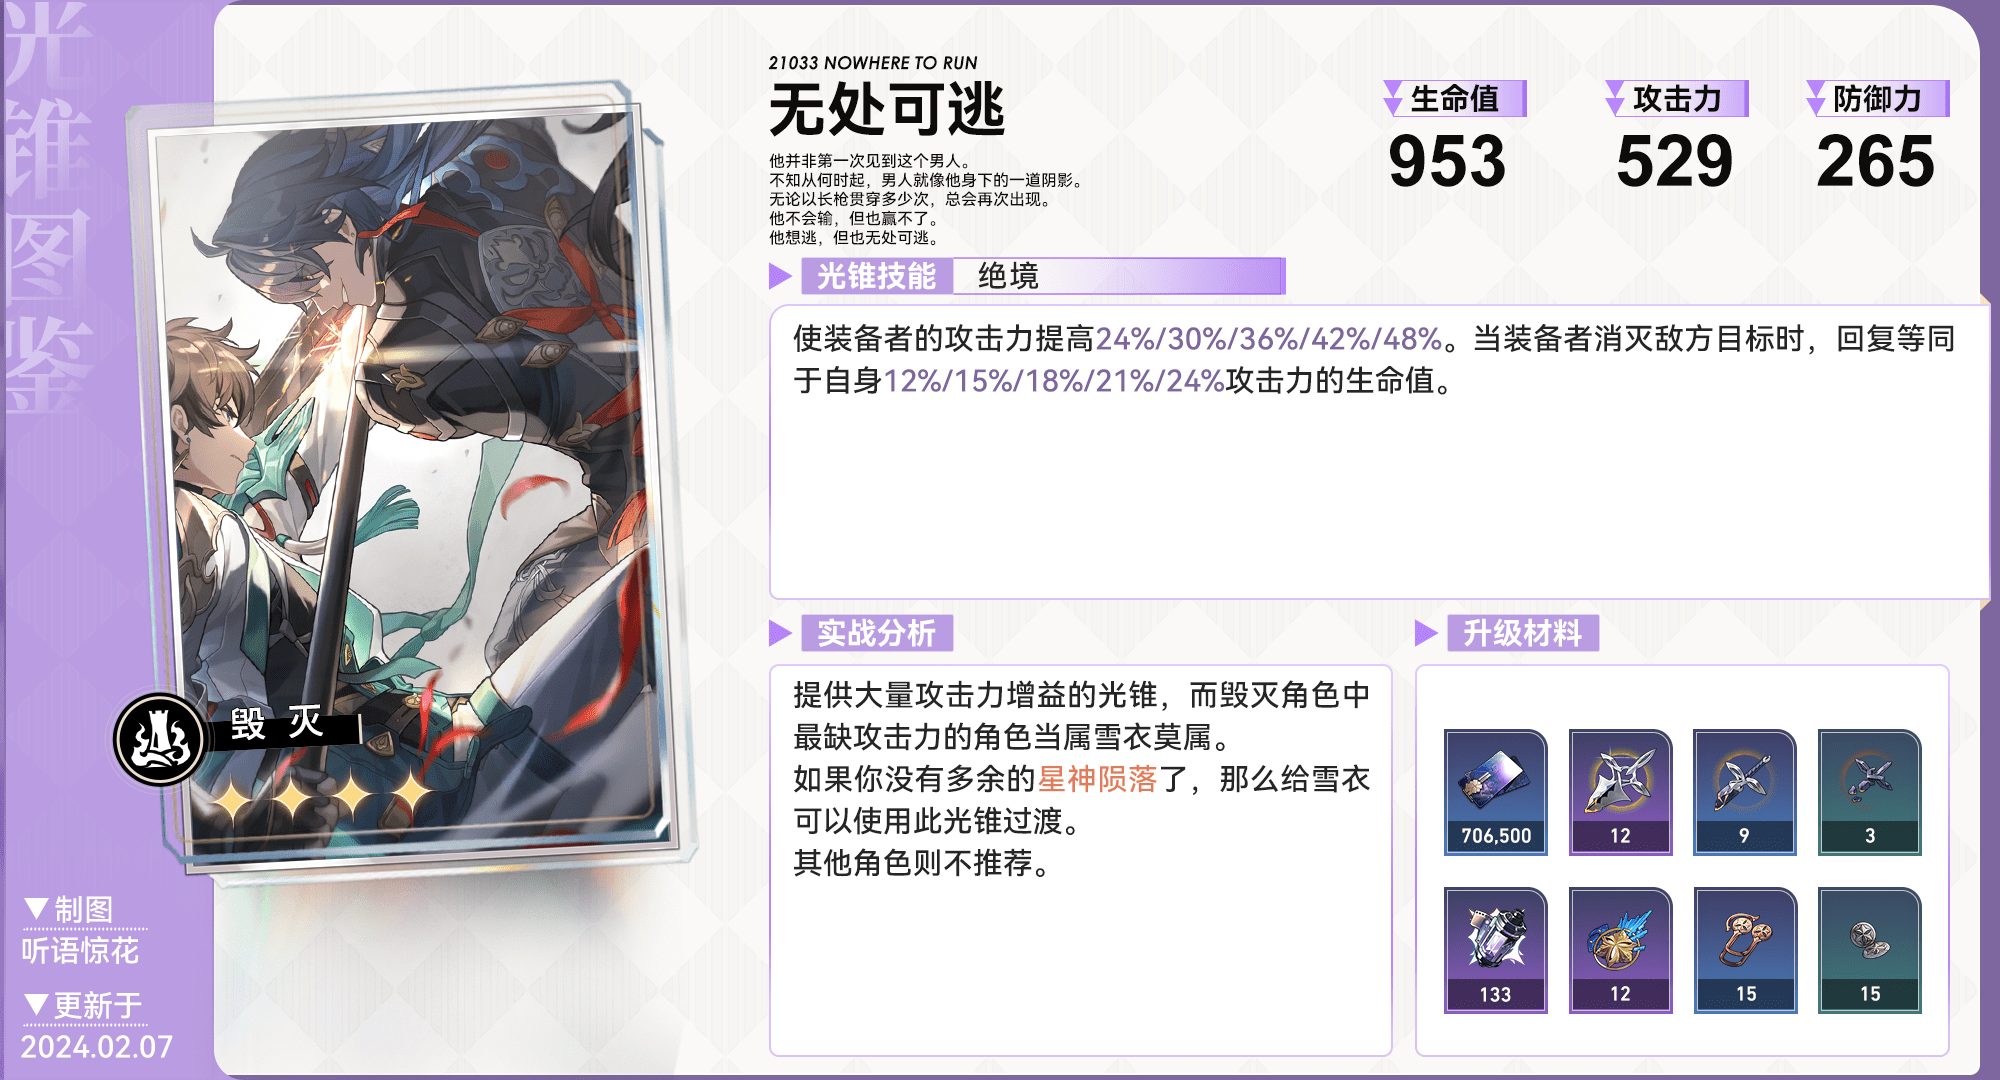 光锥图鉴
21033 NOWHERE TO RUN
无处可逃
他并非第一次见到这个男人。
不知从何时起，男人就像他身下的一道阴影。
无论以长枪贯穿多少次，总会再次出现。
他不会输，但也赢不了。
他想逃，但也无处可逃。
生命值
953
攻击力
529
防御力
265
光锥技能
绝境
使装备者的攻击力提高24%/30%/36%/42%/48%。当装备者消灭敌方目标时，回复等同
于自身12%/15%/18%/21%/24%攻击力的生命值。
毁灭
实战分析
提供大量攻击力增益的光锥，而毁灭角色中
最缺攻击力的角色当属雪衣莫属。
如果你没有多余的星神陨落了，那么给雪衣
可以使用此光锥过渡。
其他角色则不推荐。
升级材料
706,500
12
9
3
133
12
15
15
制图
听语惊花
更新于
2024.02.07